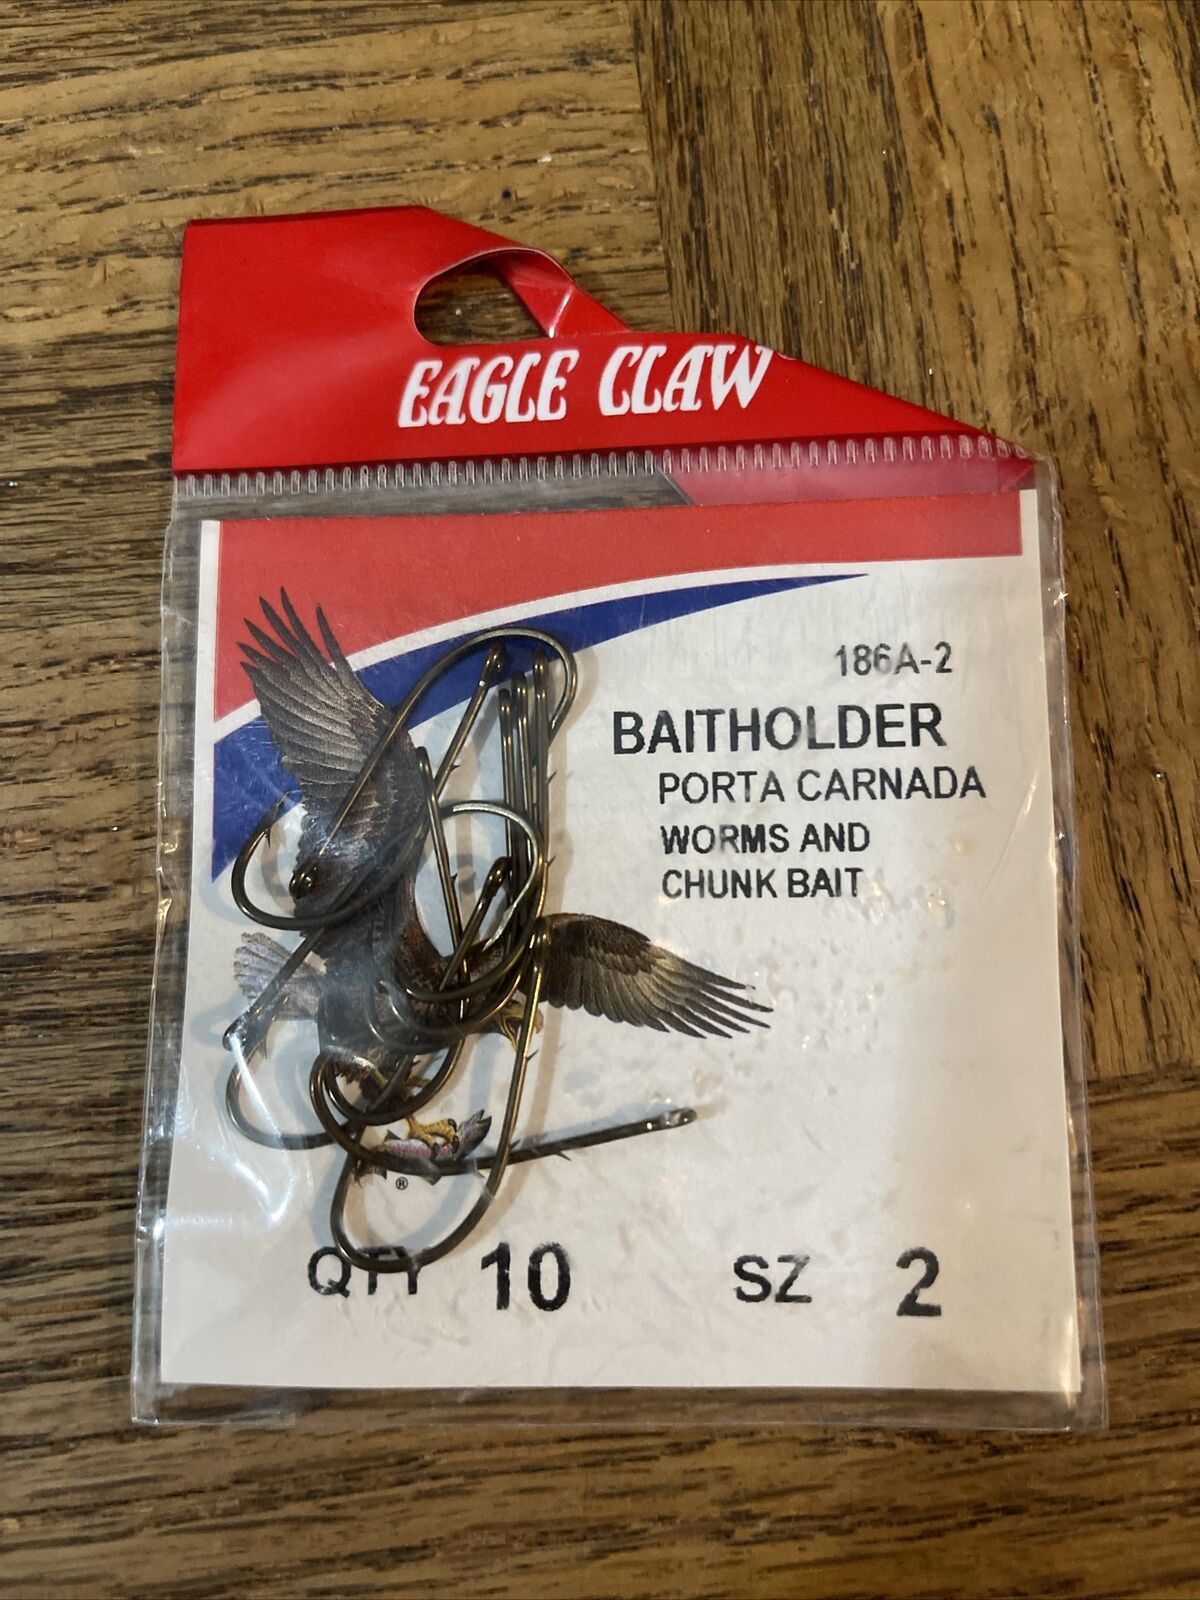 EAGLE CLAW
186A-2
BAITHOLDER
PORTA CARNADA
WORMS AND
CHUNK BAIT
®
QTY 10 SZ 2